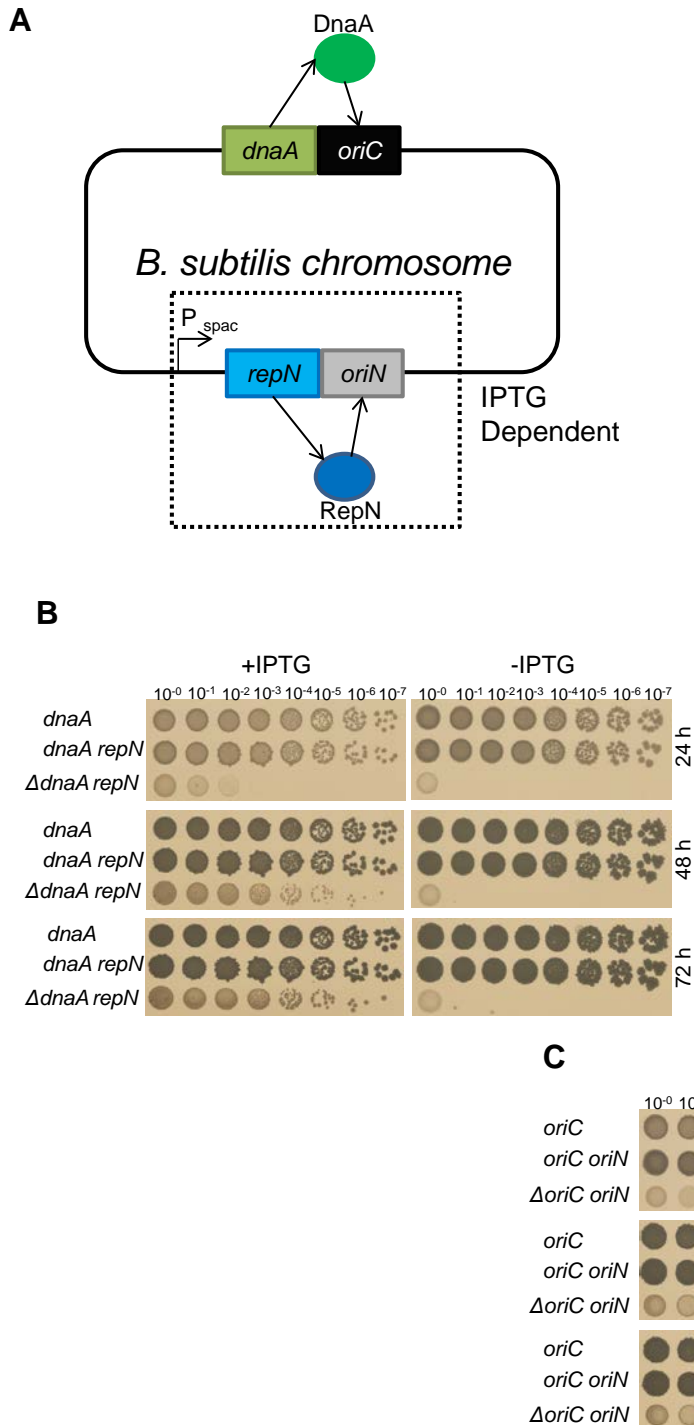 A
DnaA
dnaA oriC
B. subtilis chromosome
P spac
repN oriN
IPTG
Dependent
RepN
B
+IPTG -IPTG
10-0 10-1 10-2 10-3 10-4 10-5 10-6 10-7 10-0 10-1 10-2 10-3 10-4 10-5 10-6 10-7
dnaA
dnaA repN
ΔdnaA repN
24 h
dnaA
dnaA repN
ΔdnaA repN
48 h
dnaA
dnaA repN
ΔdnaA repN
72 h
C
10-0 10
oriC
oriC oriN
ΔoriC oriN
oriC
oriC oriN
ΔoriC oriN
oriC
oriC oriN
ΔoriC oriN